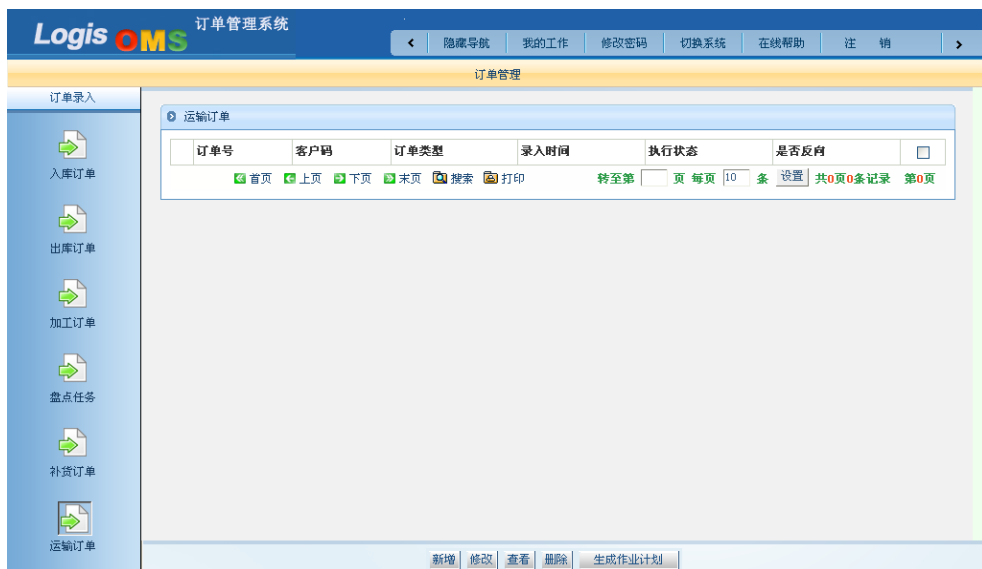 Logis OMS 订单管理系统
隐藏导航 我的工作 修改密码 切换系统 在线帮助 注 销
订单管理
订单录入
运输订单
订单号 客户码 订单类型 录入时间 执行状态 是否反向
首页 上页 下页 末页 搜索 打印 转至第 页 每页 10 条 设置 共0页0条记录 第0页
入库订单
出库订单
加工订单
盘点任务
补货订单
运输订单
新增 修改 查看 删除 生成作业计划